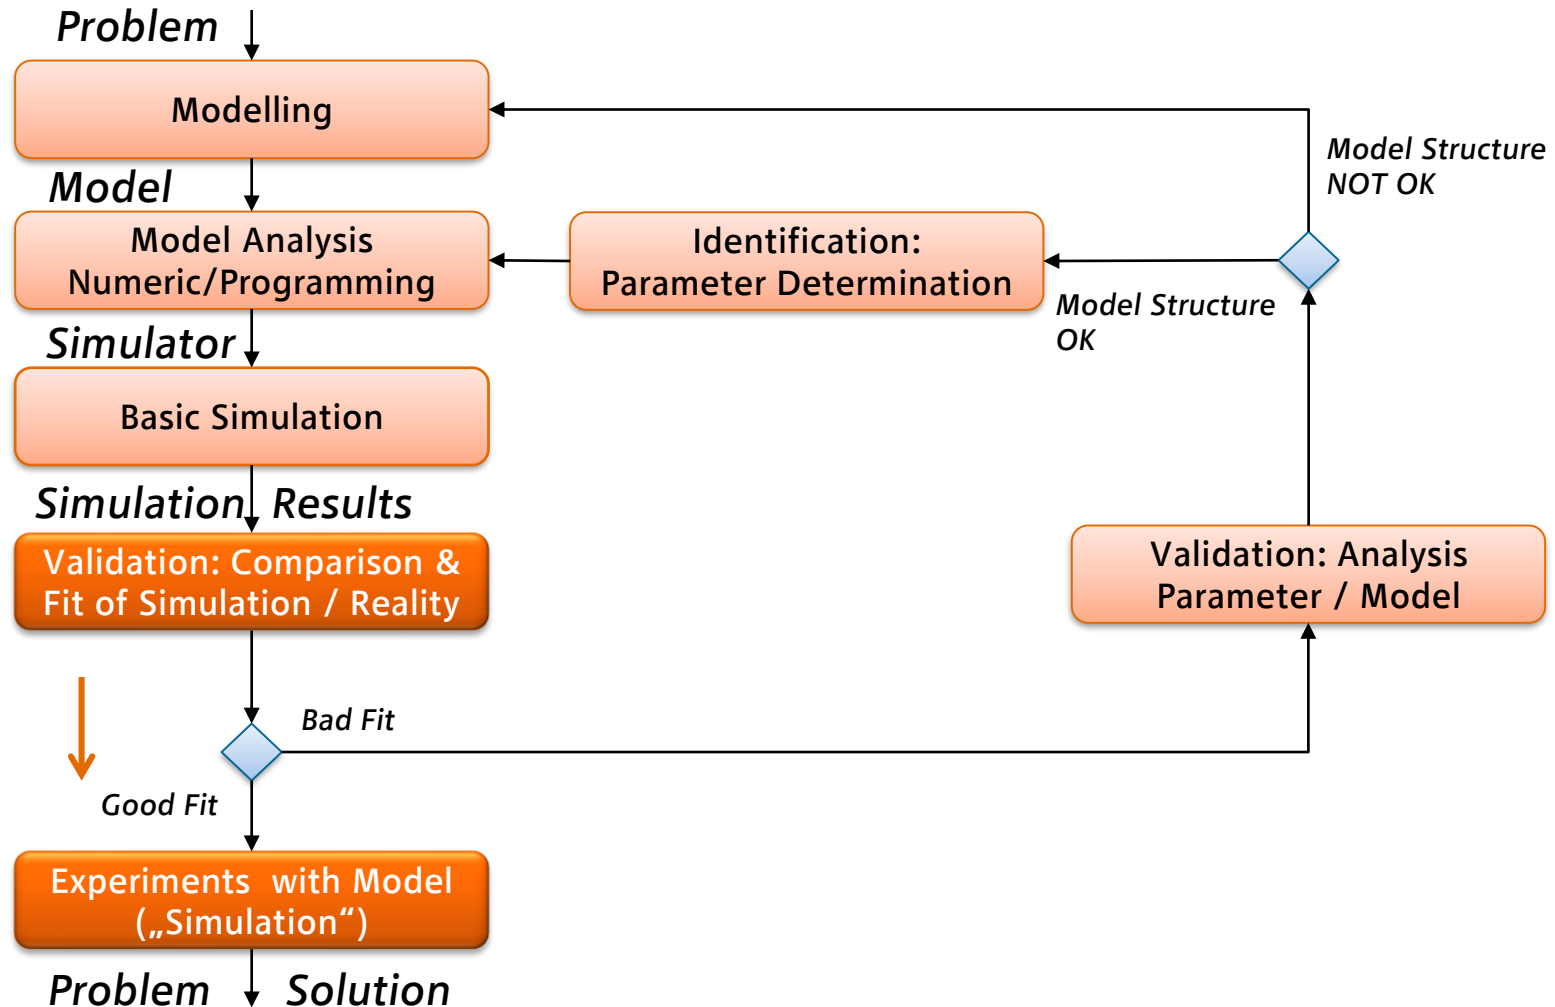 Problem
Modelling
Model
Model Structure
NOT OK
Model Analysis
Numeric/Programming
Identification:
Parameter Determination
Model Structure
OK
Simulator
Basic Simulation
Simulation Results
Validation: Comparison &
Fit of Simulation / Reality
Validation: Analysis
Parameter / Model
Bad Fit
Good Fit
Experiments with Model
(„Simulation“)
Problem Solution